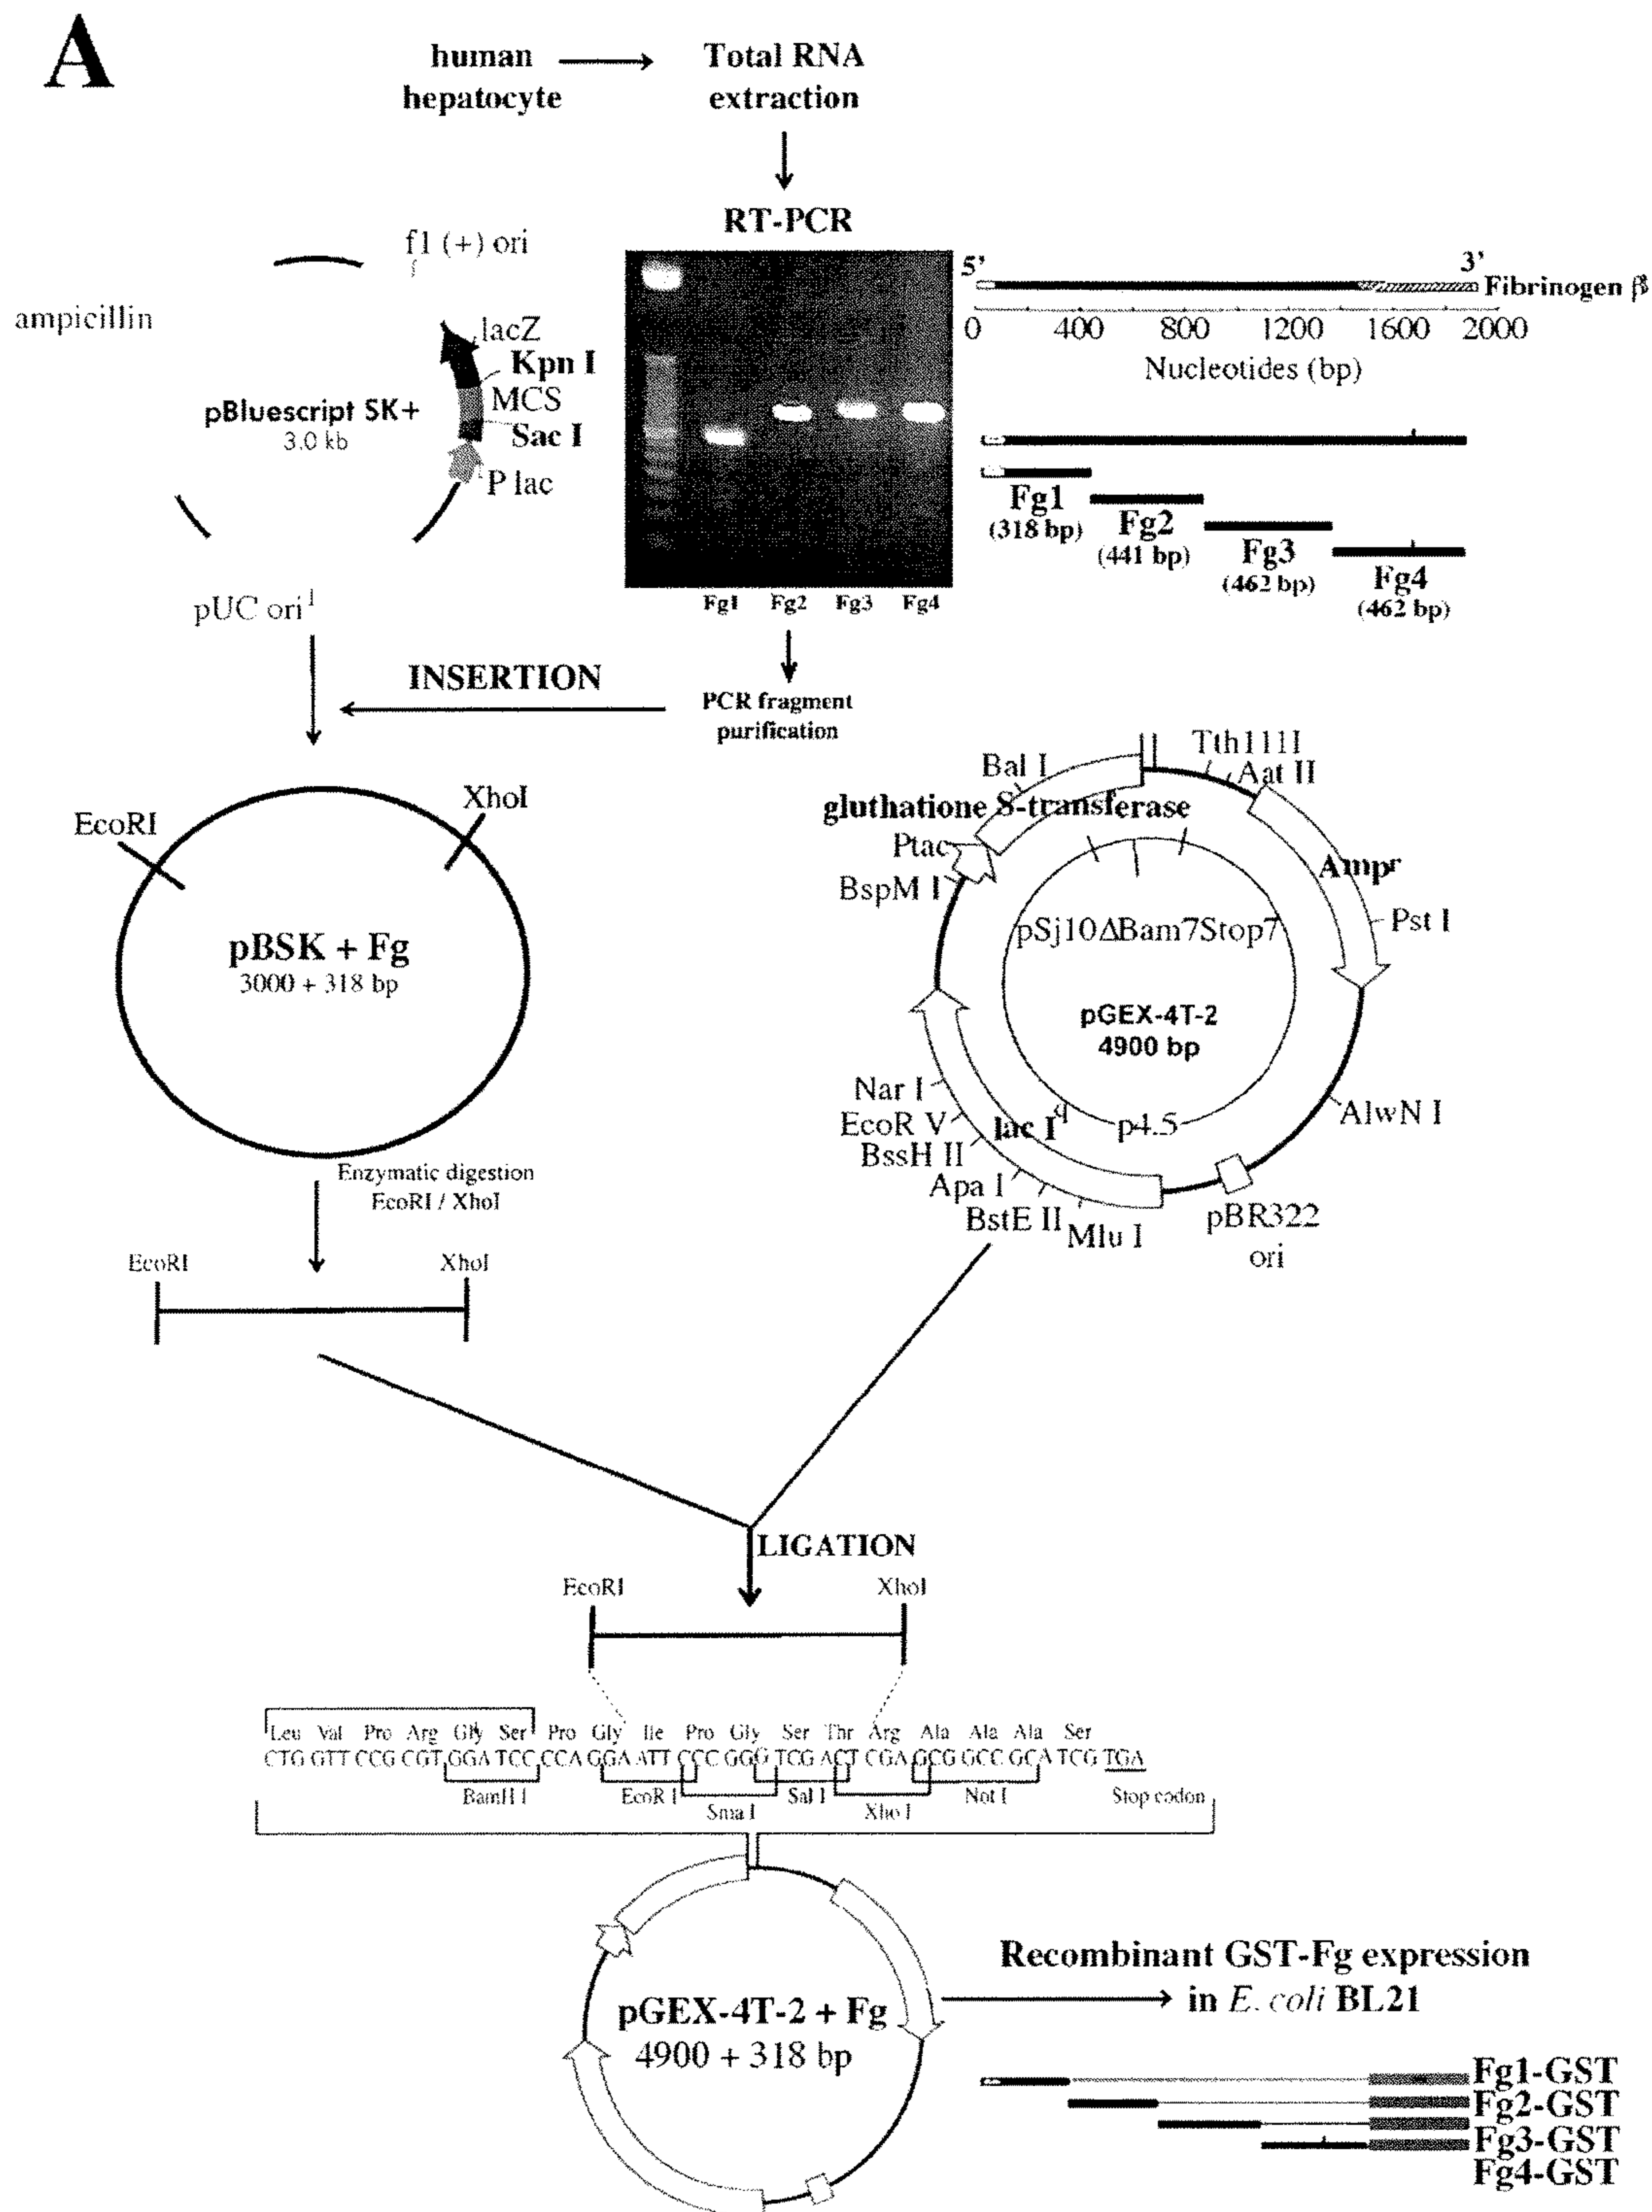 A
human
hepatocyte
Total RNA
extraction
RT-PCR
f1 (+) ori
ampicillin
lacZ
Kpn I
MCS
Sac I
P lac
pBluescript SK+
3.0 kb
pUC ori
5'
3'
Fibrinogen β
0 400 800 1200 1600 2000
Nucleotides (bp)
Fg1
(318 bp)
Fg2
(441 bp)
Fg3
(462 bp)
Fg4
(462 bp)
Fg1 Fg2 Fg3 Fg4
INSERTION
PCR fragment
purification
EcoRI
XhoI
pBSK + Fg
3000 + 318 bp
Bal I
Tth111I
Aat II
gluthatione S-transferase
Ptac
BspM I
Ampr
Pst I
pSj10ΔBam7Stop7
pGEX-4T-2
4900 bp
Nar I
EcoR V
BssH II
Apa I
BstE II
Mlu I
lac Iq
p4.5
AlwN I
pBR322
ori
Enzymatic digestion
EcoRI / XhoI
EcoRI
XhoI
LIGATION
EcoRI
XhoI
Leu Val Pro Arg Gly Ser Pro Gly Ile Pro Gly Ser Thr Arg Ala Ala Ala Ser
CTG GTT CCG CGT GGA TCC CCA GGA ATT CCC GGG TCG ACT CGA GCG GCC GCA TCG TGA
BamH I
EcoR I
Sma I
Sal I
Xho I
Not I
Stop codon
pGEX-4T-2 + Fg
4900 + 318 bp
Recombinant GST-Fg expression
in E. coli BL21
Fg1-GST
Fg2-GST
Fg3-GST
Fg4-GST